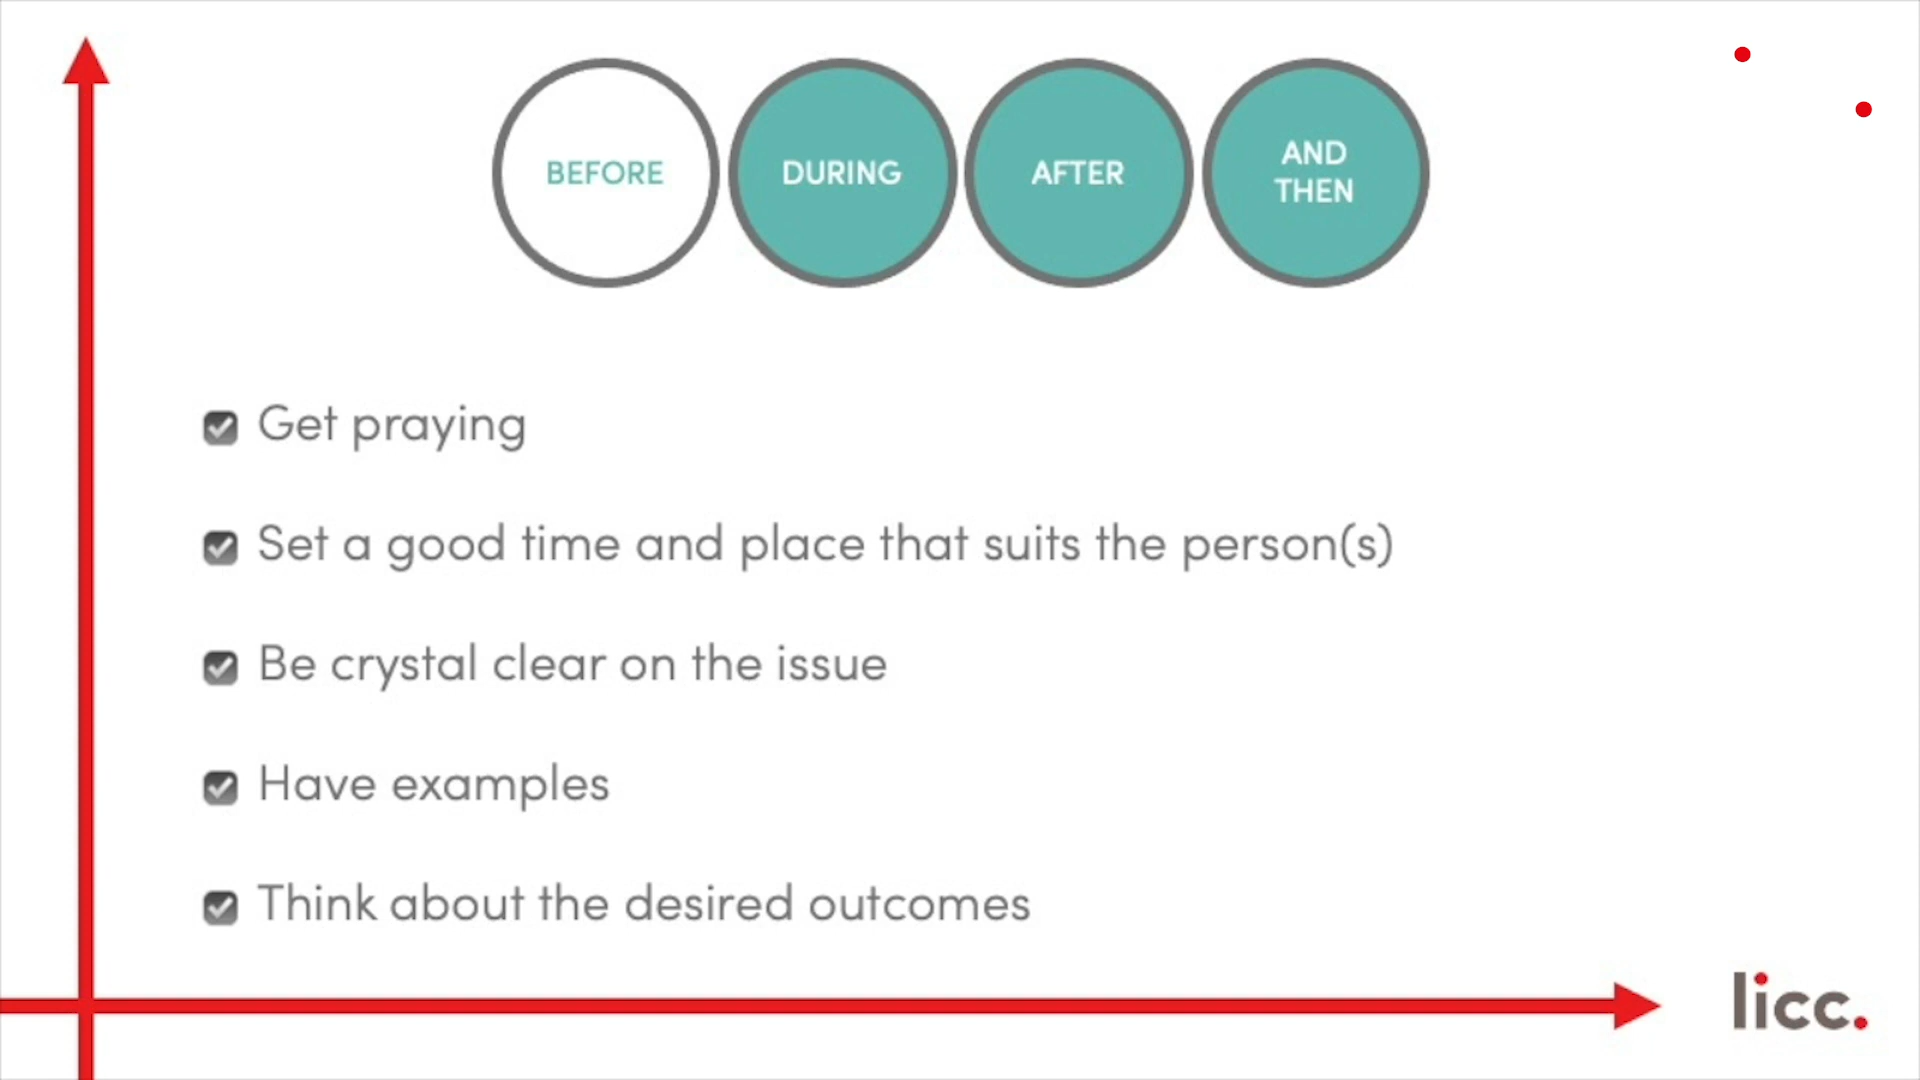 BEFORE
DURING
AFTER
AND
THEN
Get praying
Set a good time and place that suits the person(s)
Be crystal clear on the issue
Have examples
Think about the desired outcomes
licc.